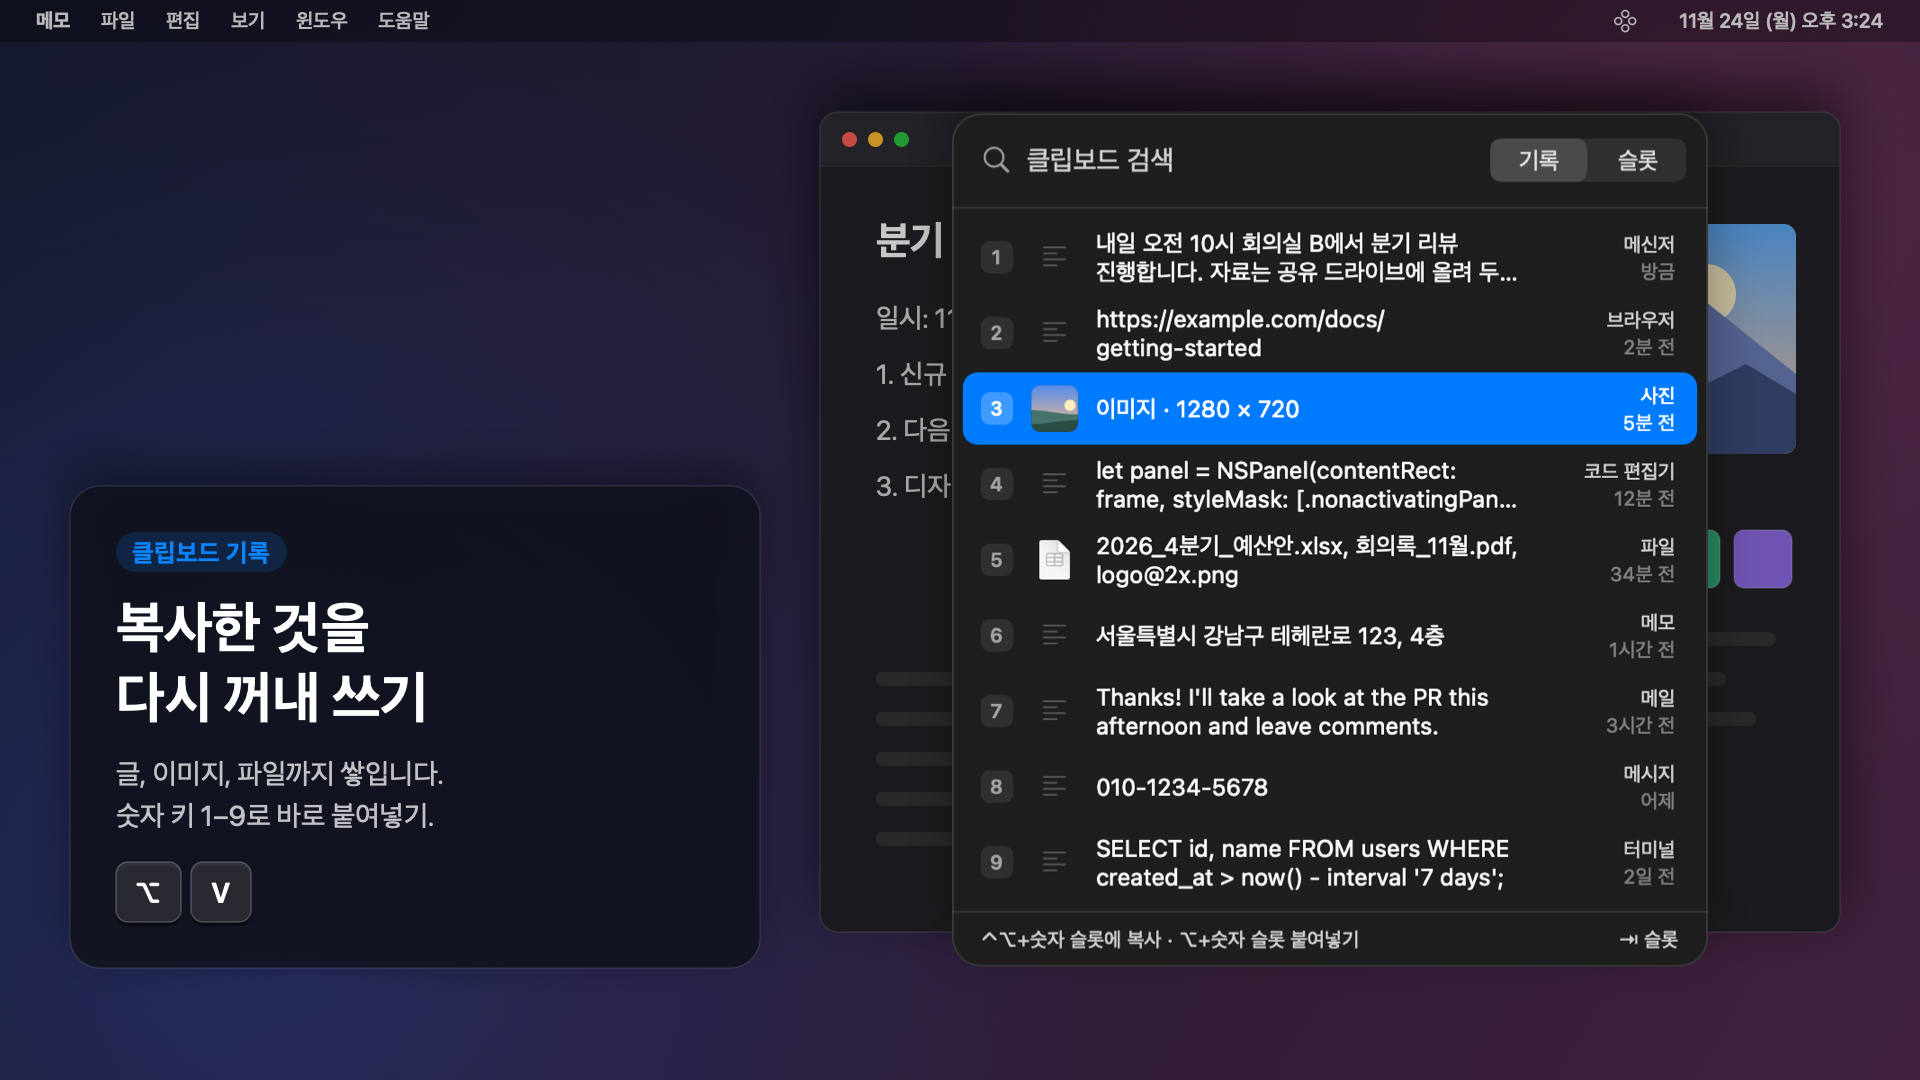 메모 파일 편집 보기 윈도우 도움말
11월 24일 (월) 오후 3:24
클립보드 기록
복사한 것을
다시 꺼내 쓰기
글, 이미지, 파일까지 쌓입니다.
숫자 키 1–9로 바로 붙여넣기.
⌥ V
분기
일시: 11
1. 신규
2. 다음
3. 디자
클립보드 검색
기록 슬롯
1 내일 오전 10시 회의실 B에서 분기 리뷰
진행합니다. 자료는 공유 드라이브에 올려 두...
메신저
방금
2 https://example.com/docs/
getting-started
브라우저
2분 전
3 이미지 · 1280 × 720
사진
5분 전
4 let panel = NSPanel(contentRect:
frame, styleMask: [.nonactivatingPan...
코드 편집기
12분 전
5 2026_4분기_예산안.xlsx, 회의록_11월.pdf,
logo@2x.png
파일
34분 전
6 서울특별시 강남구 테헤란로 123, 4층
메모
1시간 전
7 Thanks! I'll take a look at the PR this
afternoon and leave comments.
메일
3시간 전
8 010-1234-5678
메시지
어제
9 SELECT id, name FROM users WHERE
created_at > now() - interval '7 days';
터미널
2일 전
^⌥+숫자 슬롯에 복사 · ⌥+숫자 슬롯 붙여넣기
⇥ 슬롯